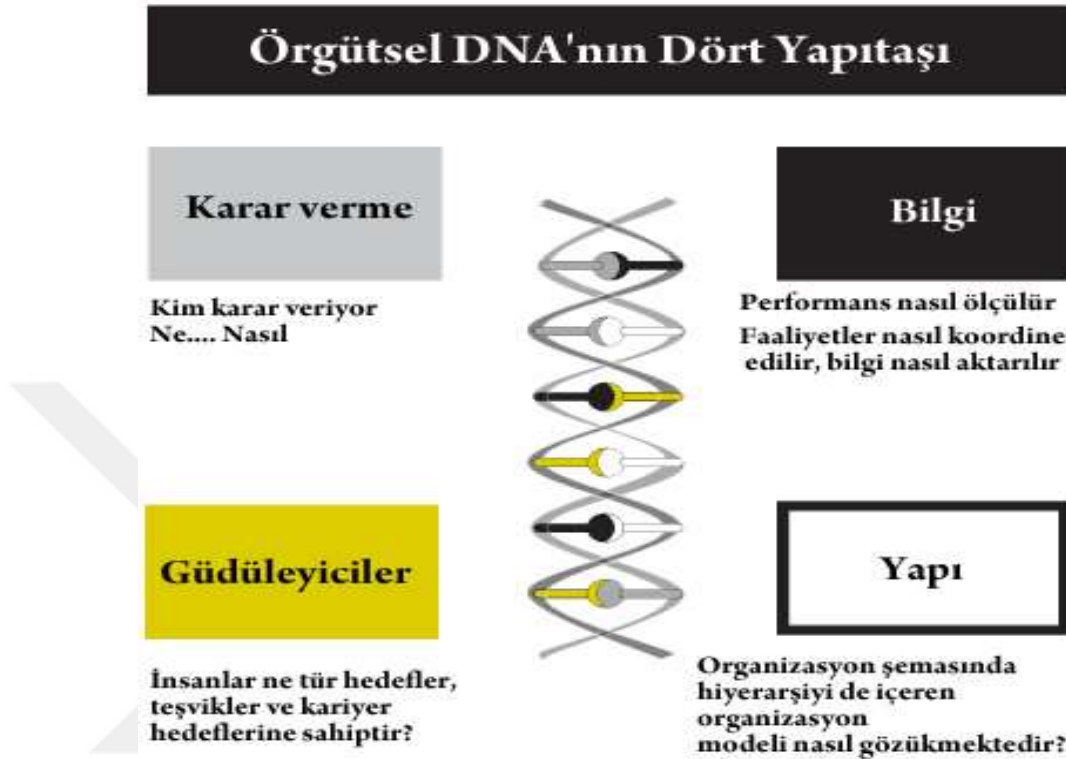 Örgütsel DNA'nın Dört Yapıtaşı
Karar verme
Kim karar veriyor
Ne.... Nasıl
Bilgi
Performans nasıl ölçülür
Faaliyetler nasıl koordine
edilir, bilgi nasıl aktarılır
Güdüleyiciler
İnsanlar ne tür hedefler,
teşvikler ve kariyer
hedeflerine sahiptir?
Yapı
Organizasyon şemasında
hiyerarşiyi de içeren
organizasyon
modeli nasıl gözükmektedir?